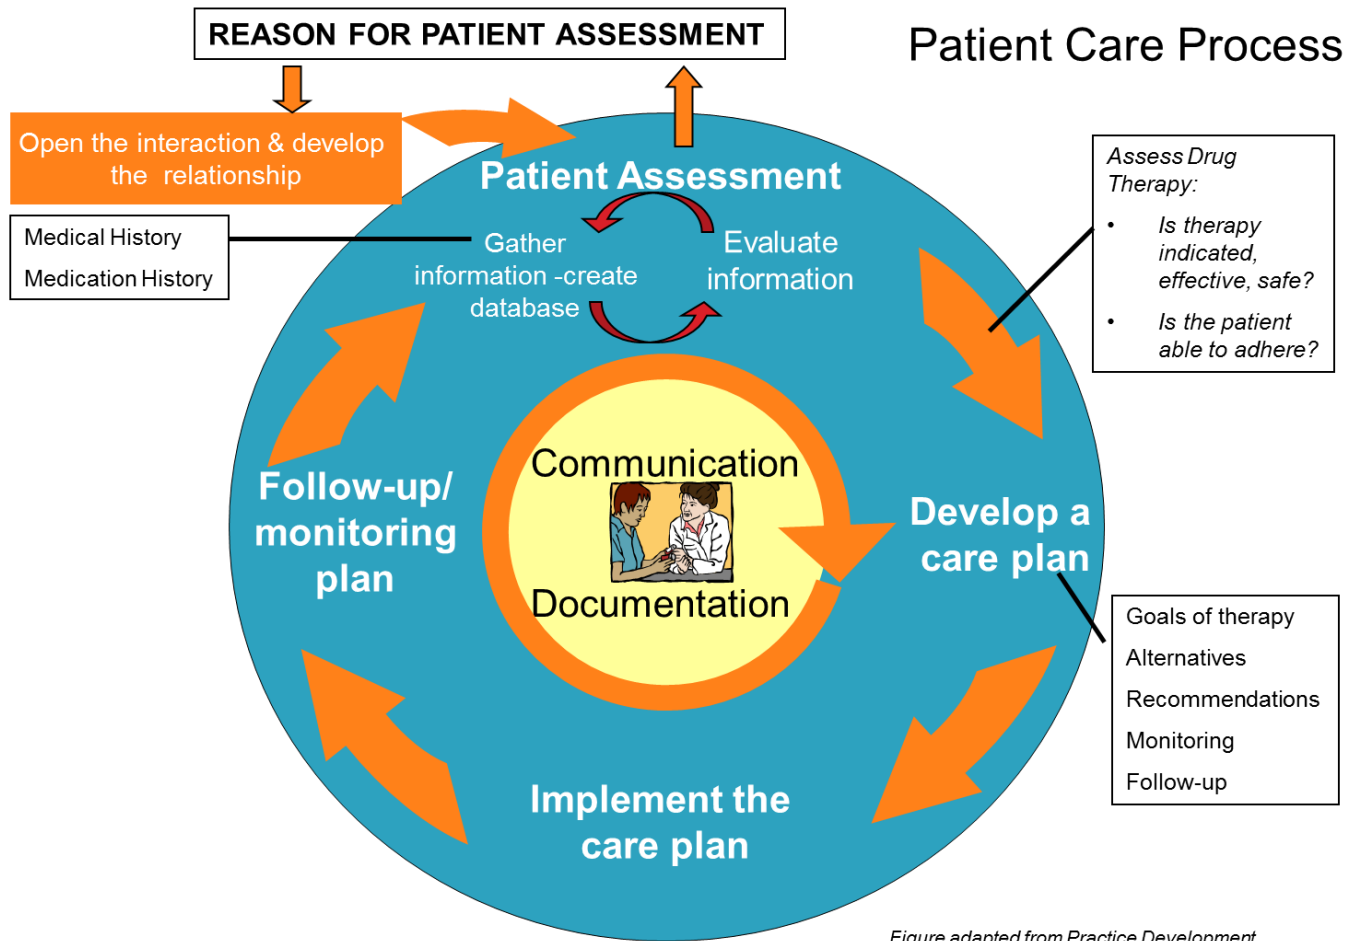 REASON FOR PATIENT ASSESSMENT
Patient Care Process
Open the interaction & develop
the relationship
Patient Assessment
Medical History
Medication History
Gather
information -create
database
Evaluate
information
Assess Drug
Therapy:
• Is therapy
indicated,
effective, safe?
• Is the patient
able to adhere?
Communication
Documentation
Follow-up/
monitoring
plan
Develop a
care plan
Goals of therapy
Alternatives
Recommendations
Monitoring
Follow-up
Implement the
care plan
Figure adapted from Practice Development